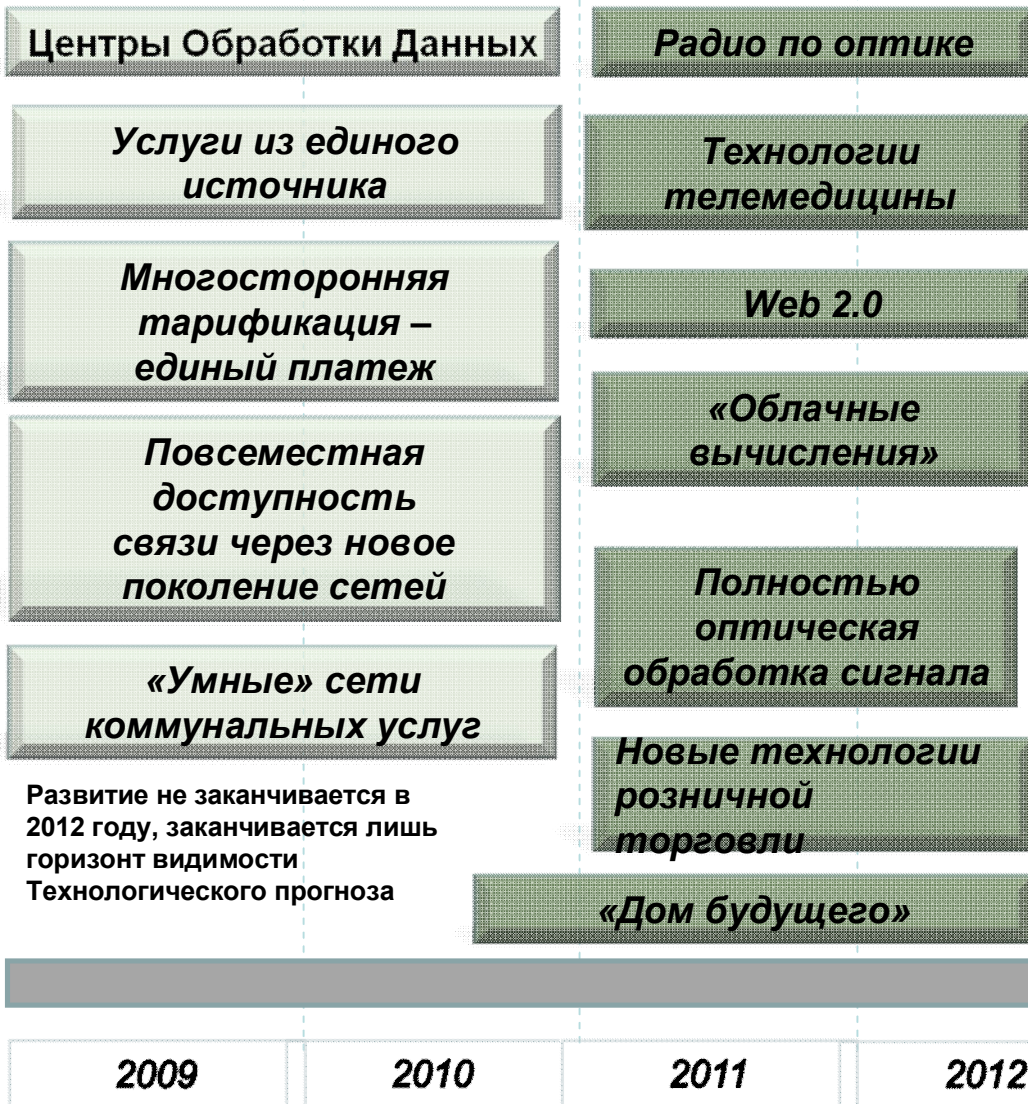 Центры Обработки Данных
Услуги из единого
источника
Многосторонняя
тарификация –
единый платеж
Повсеместная
доступность
связи через новое
поколение сетей
«Умные» сети
коммунальных услуг
Развитие не заканчивается в
2012 году, заканчивается лишь
горизонт видимости
Технологического прогноза
Радио по оптике
Технологии
телемедицины
Web 2.0
«Облачные
вычисления»
Полностью
оптическая
обработка сигнала
Новые технологии
розничной
торговли
«Дом будущего»
2009
2010
2011
2012